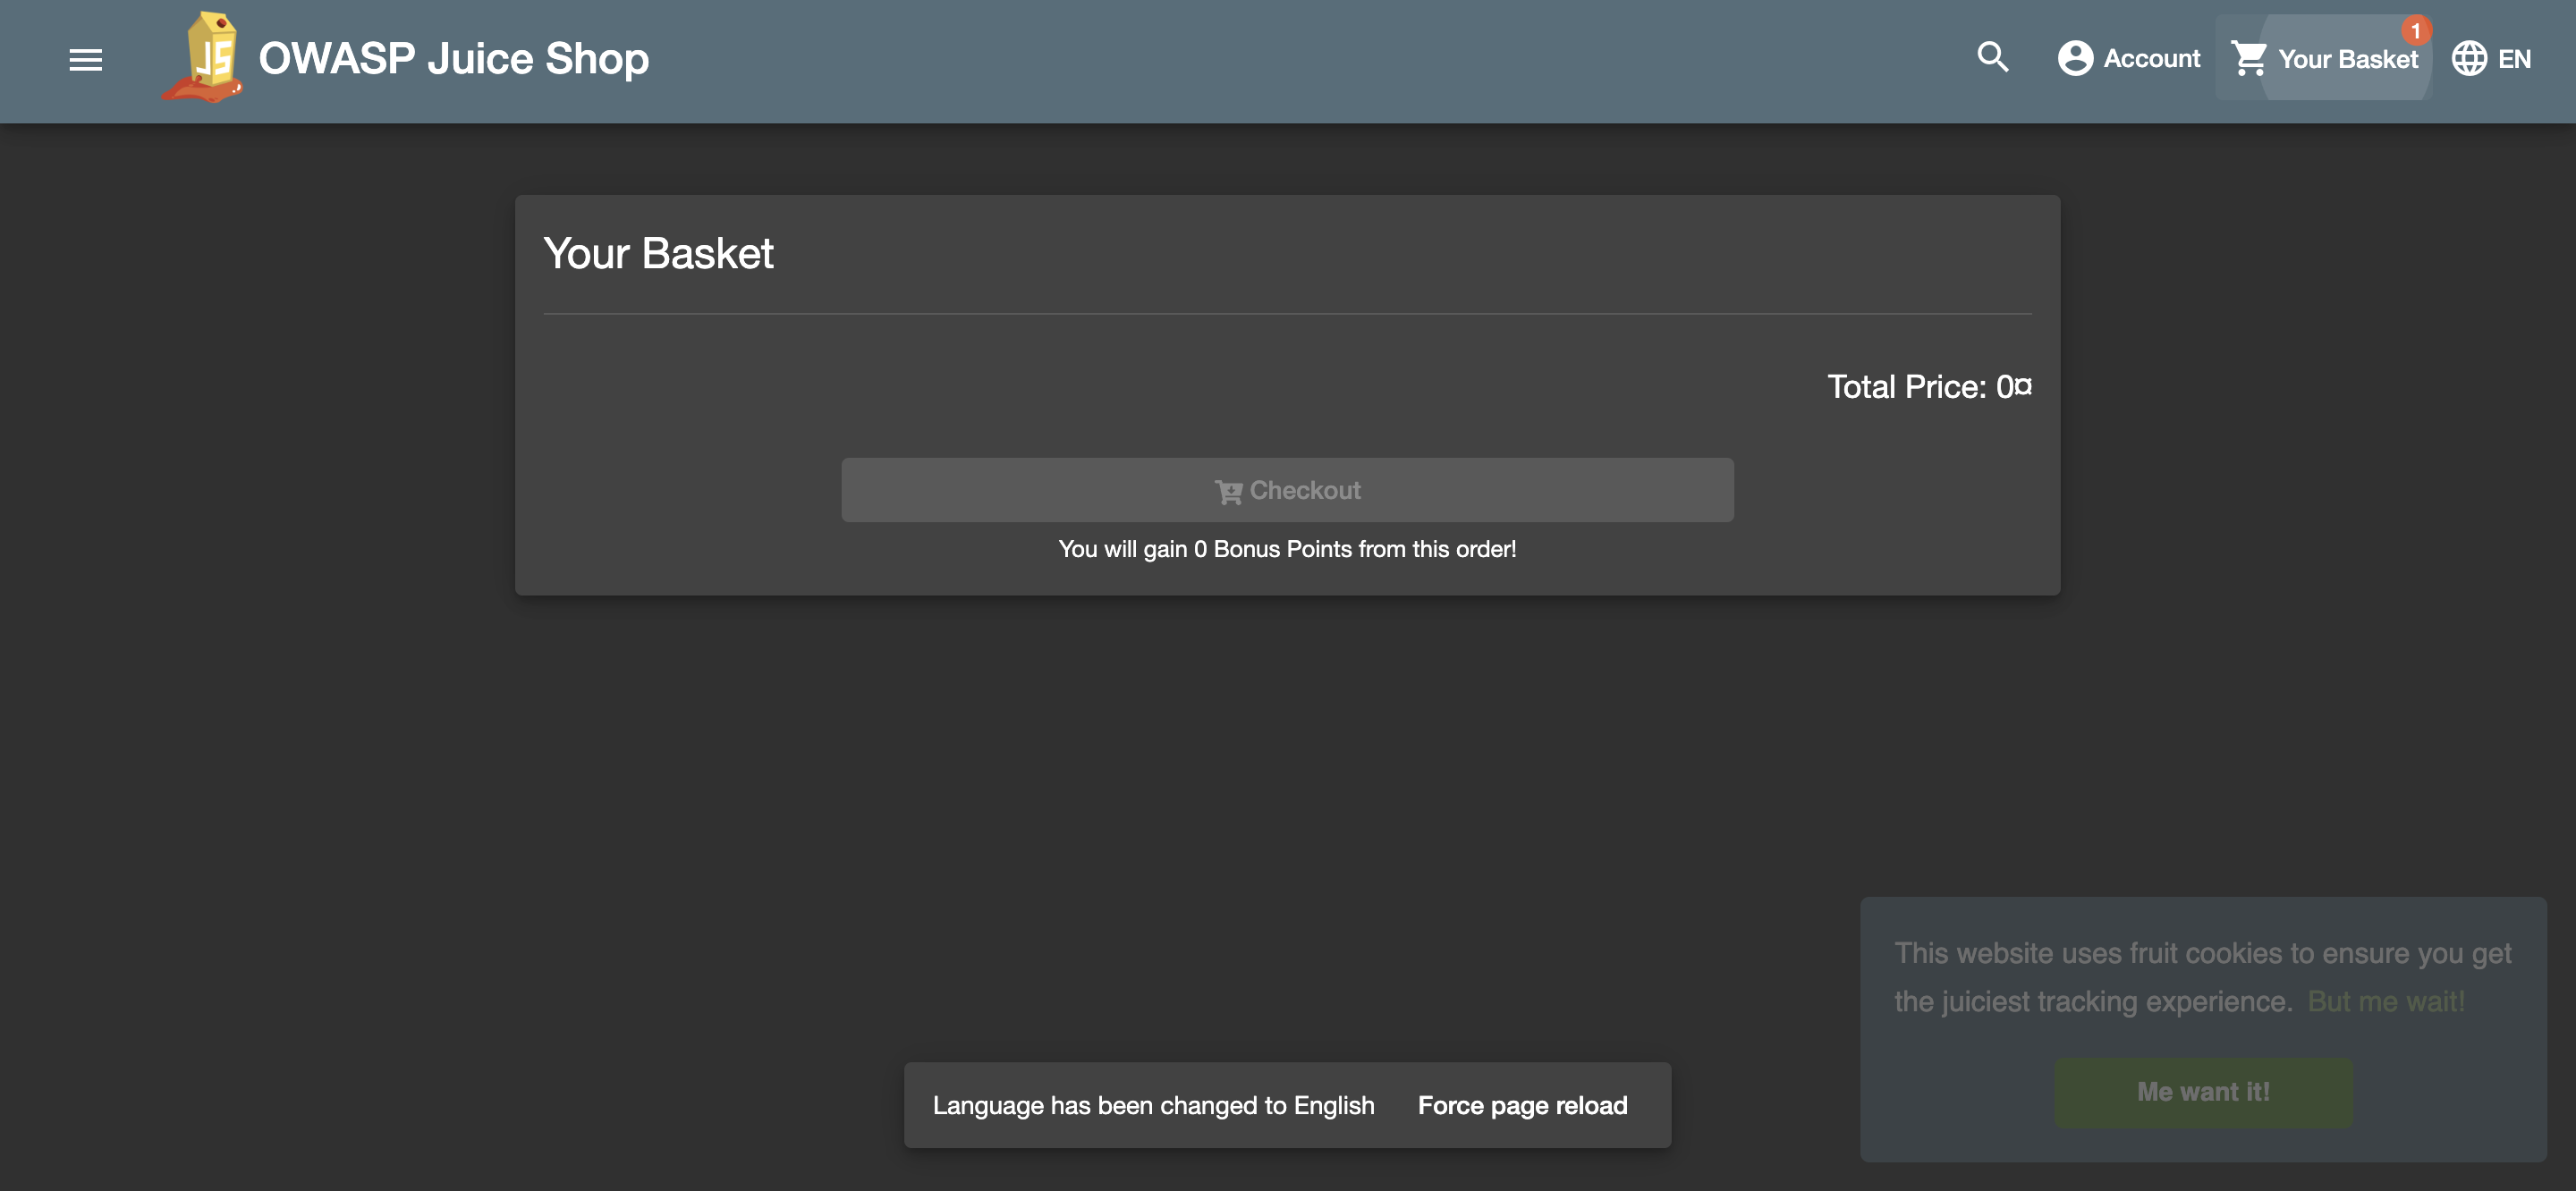 JS
OWASP Juice Shop
Account
1
Your Basket
EN
Your Basket
Total Price: 0¤
Checkout
You will gain 0 Bonus Points from this order!
This website uses fruit cookies to ensure you get
the juiciest tracking experience. But me wait!
Me want it!
Language has been changed to English Force page reload